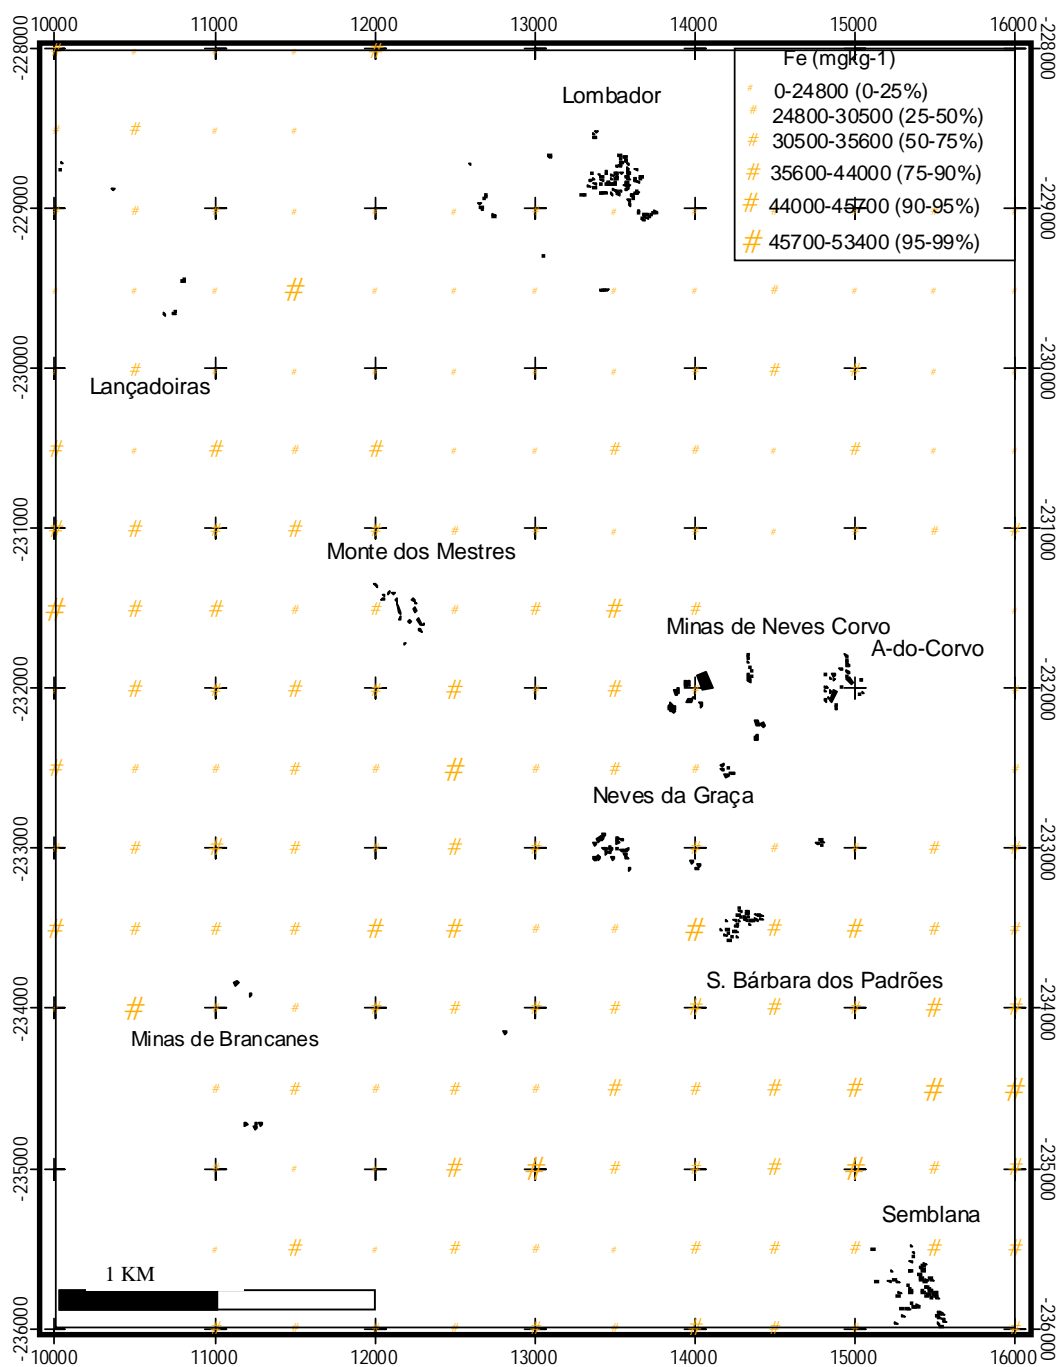 10000 11000 12000 13000 14000 15000 16000
-228000 -228000
Fe (mgkg-1)
# 0-24800 (0-25%)
# 24800-30500 (25-50%)
# 30500-35600 (50-75%)
# 35600-44000 (75-90%)
# 44000-45700 (90-95%)
# 45700-53400 (95-99%)
Lombador
-229000 -229000
-230000 -230000
Lançadoiras
-231000 -231000
Monte dos Mestres
Minas de Neves Corvo
A-do-Corvo
-232000 -232000
Neves da Graça
-233000 -233000
S. Bárbara dos Padrões
-234000 -234000
Minas de Brancanes
-235000 -235000
Semblana
1 KM
-236000 -236000
10000 11000 12000 13000 14000 15000 16000